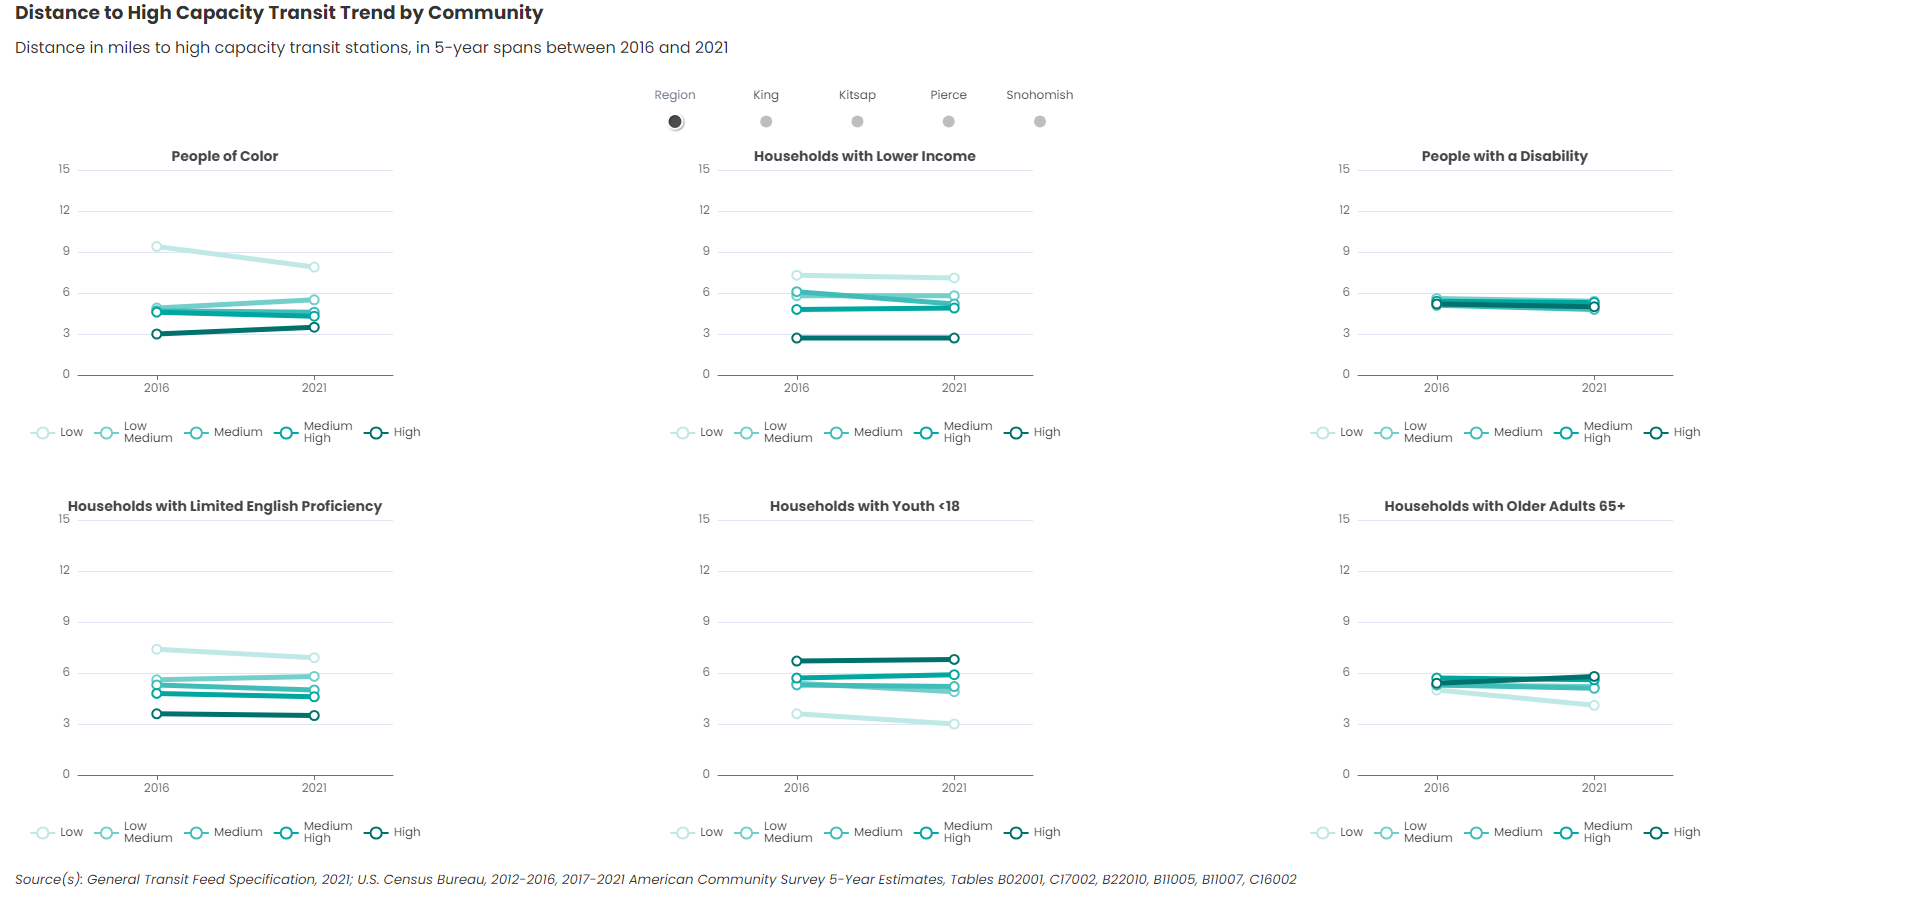 Distance to High Capacity Transit Trend by Community
Distance in miles to high capacity transit stations, in 5-year spans between 2016 and 2021
Region King Kitsap Pierce Snohomish
People of Color
15
12
9
6
3
0
2016 2021
Low Low Medium Medium Medium High High
Households with Lower Income
15
12
9
6
3
0
2016 2021
Low Low Medium Medium Medium High High
People with a Disability
15
12
9
6
3
0
2016 2021
Low Low Medium Medium Medium High High
Households with Limited English Proficiency
15
12
9
6
3
0
2016 2021
Low Low Medium Medium Medium High High
Households with Youth <18
15
12
9
6
3
0
2016 2021
Low Low Medium Medium Medium High High
Households with Older Adults 65+
15
12
9
6
3
0
2016 2021
Low Low Medium Medium Medium High High
Source(s): General Transit Feed Specification, 2021; U.S. Census Bureau, 2012-2016, 2017-2021 American Community Survey 5-Year Estimates, Tables B02001, C17002, B22010, B11005, B11007, C16002